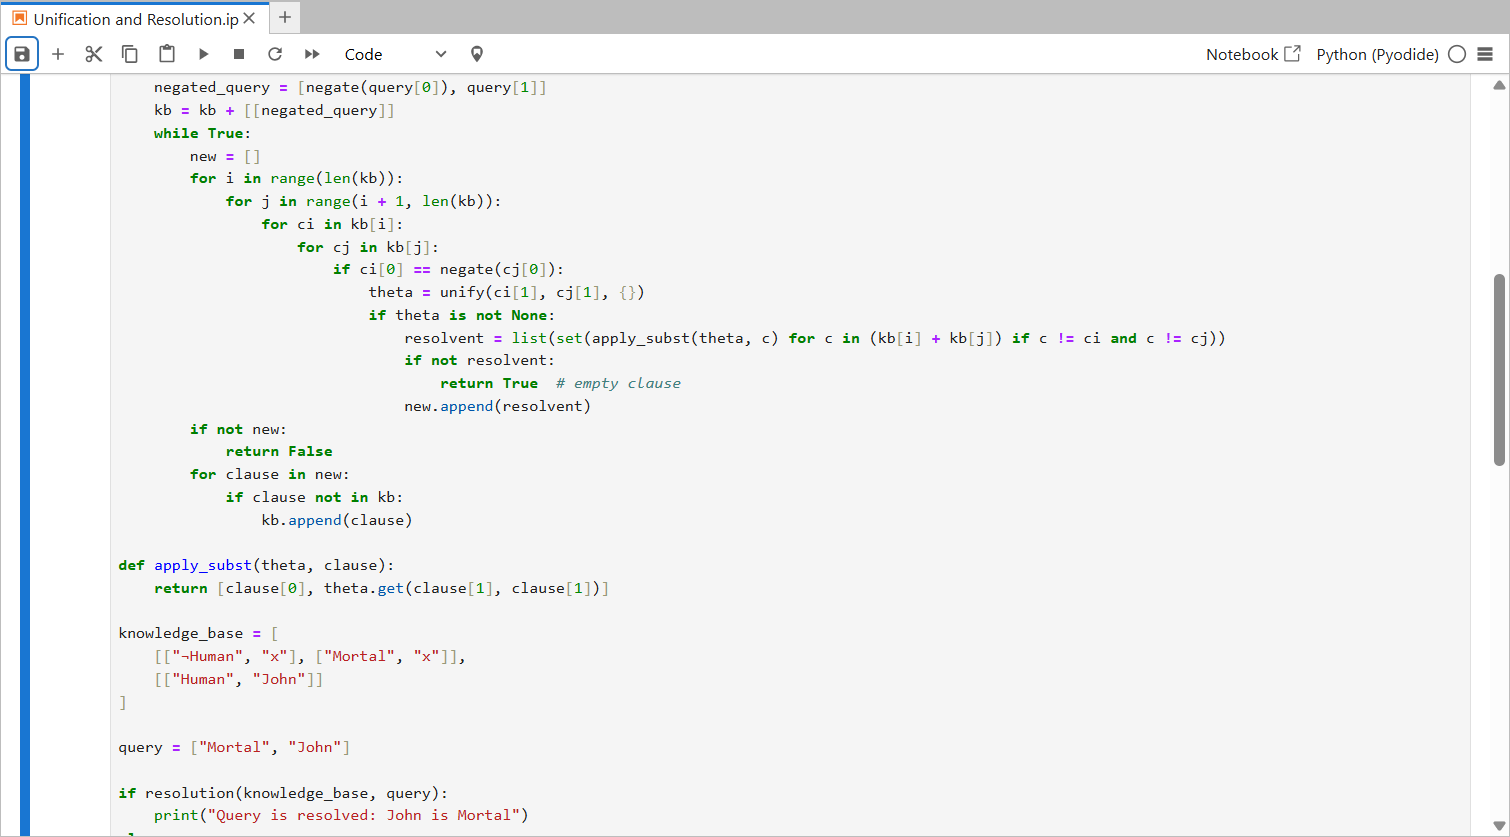 Unification and Resolution.ip
Code
Notebook
Python (Pyodide)
negated_query = [negate(query[0]), query[1]]
kb = kb + [[negated_query]]
while True:
new = []
for i in range(len(kb)):
for j in range(i + 1, len(kb)):
for ci in kb[i]:
for cj in kb[j]:
if ci[0] == negate(cj[0]):
theta = unify(ci[1], cj[1], {})
if theta is not None:
resolvent = list(set(apply_subst(theta, c) for c in (kb[i] + kb[j]) if c != ci and c != cj))
if not resolvent:
return True  # empty clause
new.append(resolvent)
if not new:
return False
for clause in new:
if clause not in kb:
kb.append(clause)
def apply_subst(theta, clause):
return [clause[0], theta.get(clause[1], clause[1])]
knowledge_base = [
[["¬Human", "x"], ["Mortal", "x"]],
[["Human", "John"]]
]
query = ["Mortal", "John"]
if resolution(knowledge_base, query):
print("Query is resolved: John is Mortal")